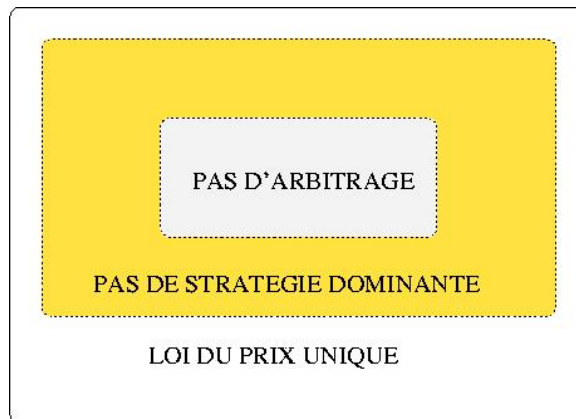 PAS D'ARBITRAGE
PAS DE STRATEGIE DOMINANTE
LOI DU PRIX UNIQUE